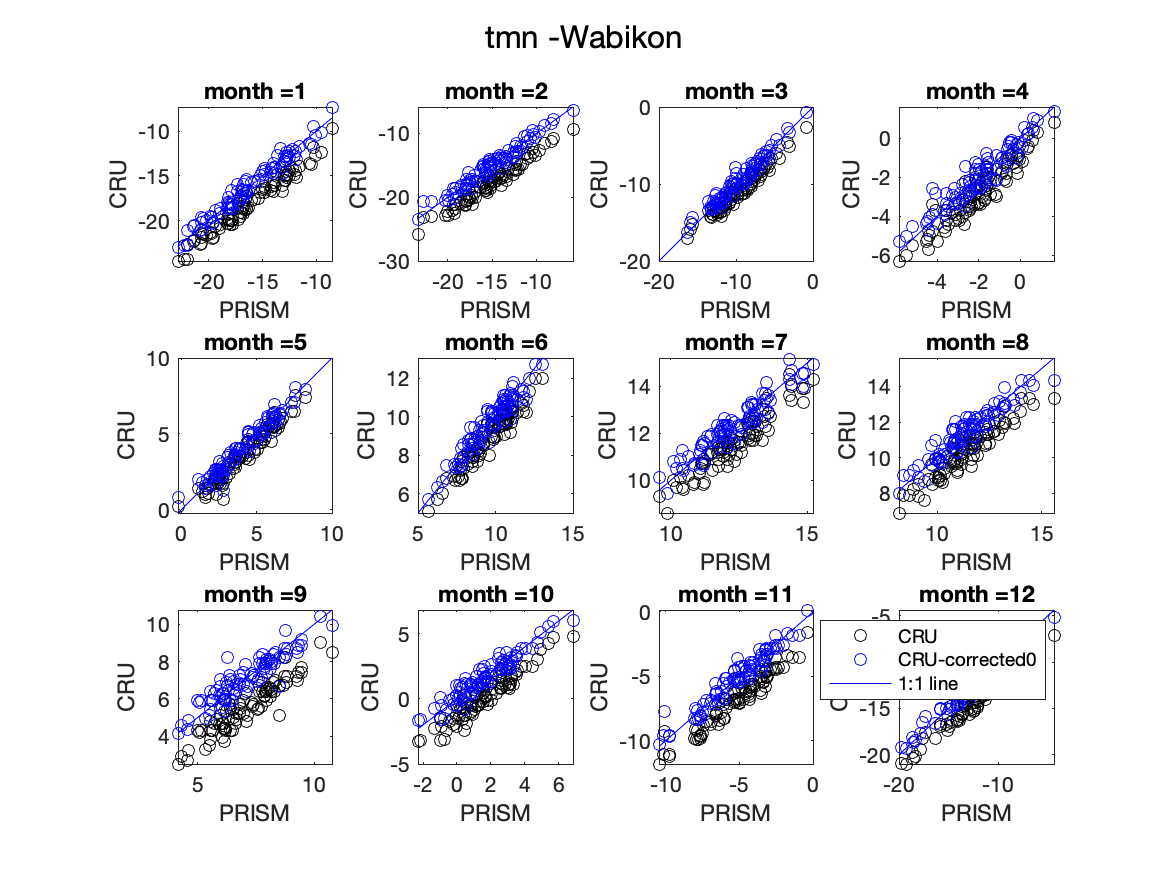 tmn -Wabikon
month =1
-10
-15
-20
CRU
-20 -15 -10
PRISM
month =2
-10
-20
-30
CRU
-20 -15 -10
PRISM
month =3
0
-10
-20
CRU
-20 -10 0
PRISM
month =4
0
-2
-4
-6
CRU
-4 -2 0
PRISM
month =5
10
5
0
CRU
0 5 10
PRISM
month =6
12
10
8
6
CRU
5 10 15
PRISM
month =7
14
12
10
CRU
10 15
PRISM
month =8
14
12
10
8
CRU
10 15
PRISM
month =9
10
8
6
4
CRU
5 10
PRISM
month =10
5
0
-5
CRU
-2 0 2 4 6
PRISM
month =11
0
-5
-10
CRU
-10 -5 0
PRISM
month =12
-5
-15
-20
-20 -10
PRISM
CRU
CRU-corrected0
1:1 line